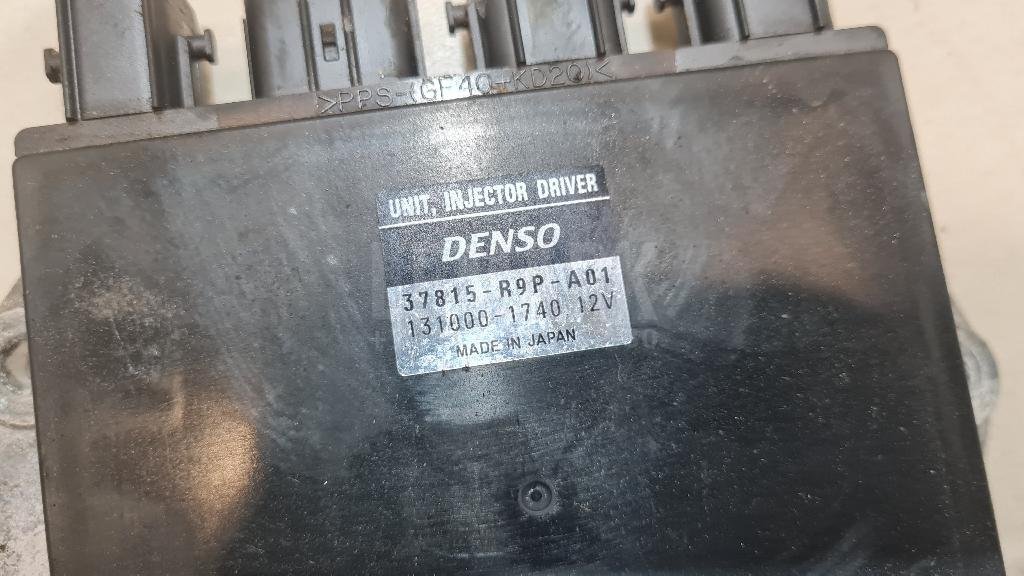 >PPS-(GF40+KD20)<
UNIT, INJECTOR DRIVER
DENSO
37815-R9P-A01
131000-1740 12V
MADE IN JAPAN